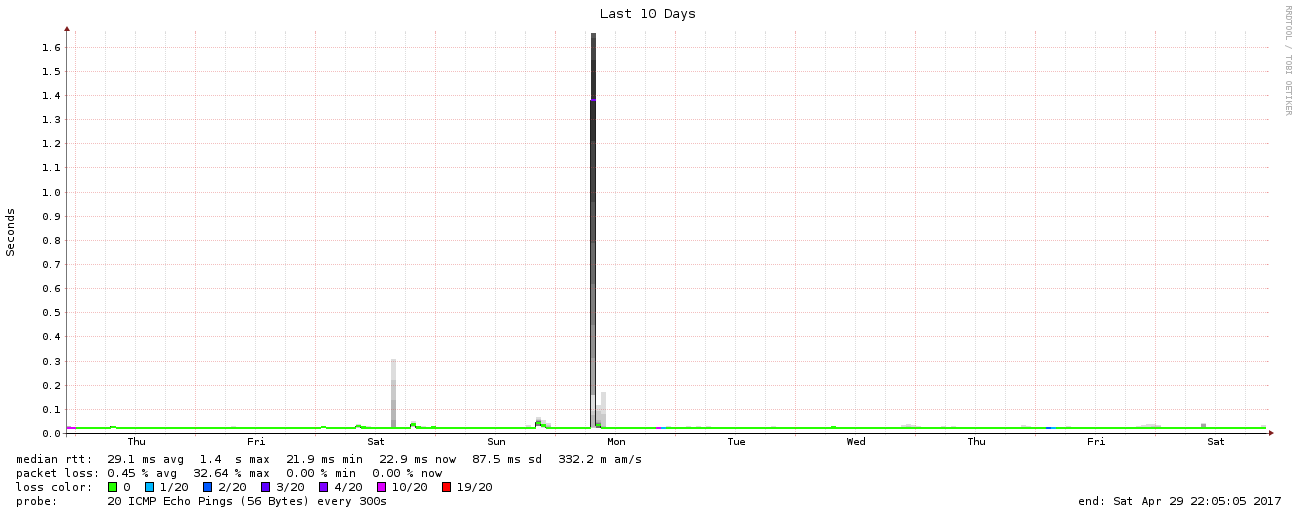 Last 10 Days
RRDTOOL / TOBI OETIKER
Seconds
1.6
1.5
1.4
1.3
1.2
1.1
1.0
0.9
0.8
0.7
0.6
0.5
0.4
0.3
0.2
0.1
0.0
Thu Fri Sat Sun Mon Tue Wed Thu Fri Sat
median rtt: 29.1 ms avg 1.4 s max 21.9 ms min 22.9 ms now 87.5 ms sd 332.2 m am/s
packet loss: 0.45 % avg 32.64 % max 0.00 % min 0.00 % now
loss color: 0 1/20 2/20 3/20 4/20 10/20 19/20
probe: 20 ICMP Echo Pings (56 Bytes) every 300s end: Sat Apr 29 22:05:05 2017